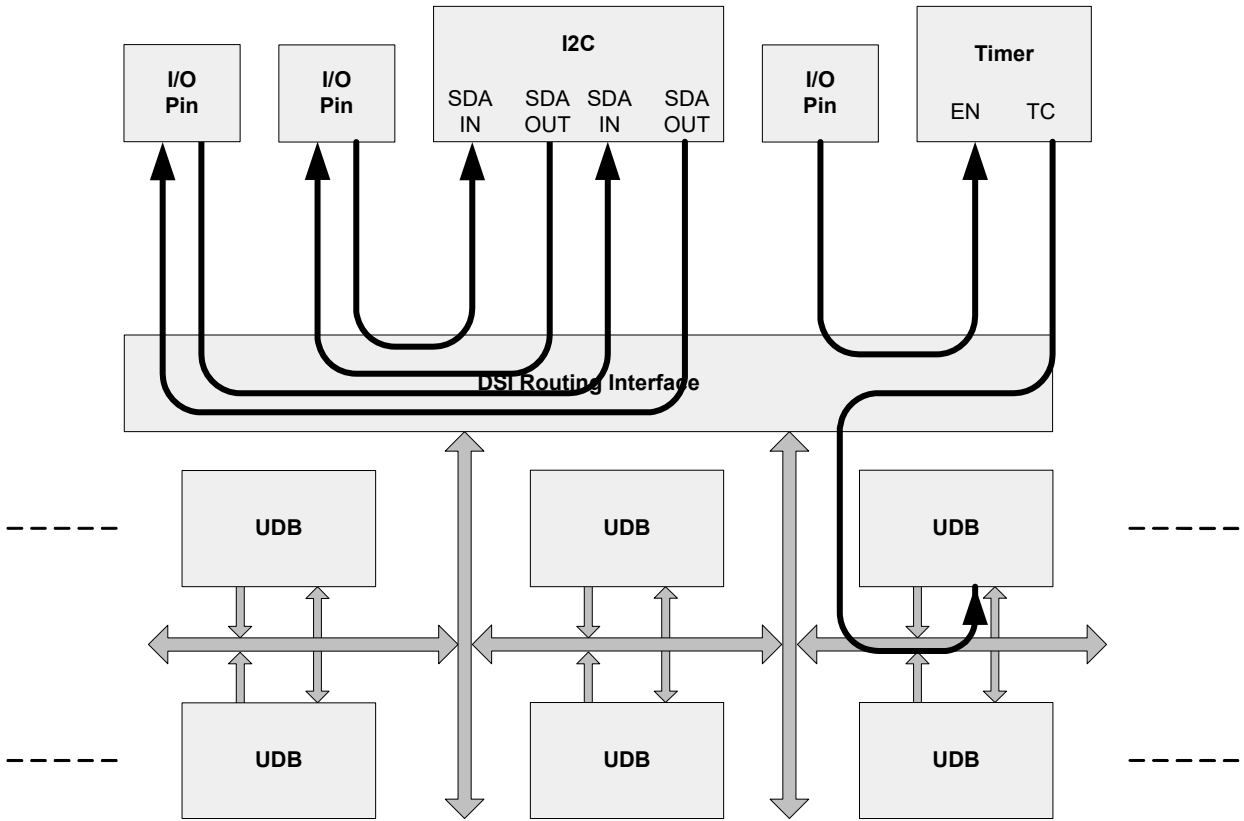 I/O
Pin
I/O
Pin
I2C
SDA SDA SDA SDA
IN OUT IN OUT
I/O
Pin
Timer
EN TC
DSI Routing Interface
UDB UDB UDB
UDB UDB UDB